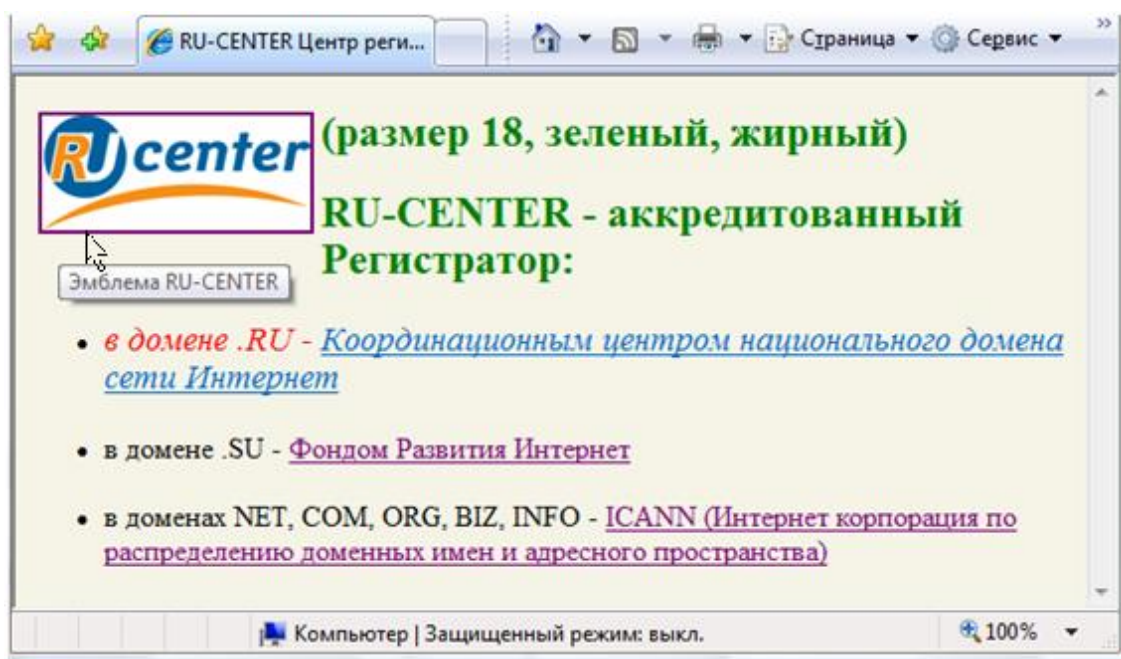 RU-CENTER Центр реги...
Страница
Сервис
»
RU center
(размер 18, зеленый, жирный)
RU-CENTER - аккредитованный
Регистратор:
Эмблема RU-CENTER
• в домене .RU - Координационным центром национального домена
сети Интернет
• в домене .SU - Фондом Развития Интернет
• в доменах NET, COM, ORG, BIZ, INFO - ICANN (Интернет корпорация по
распределению доменных имен и адресного пространства)
Компьютер | Защищенный режим: выкл.
100%